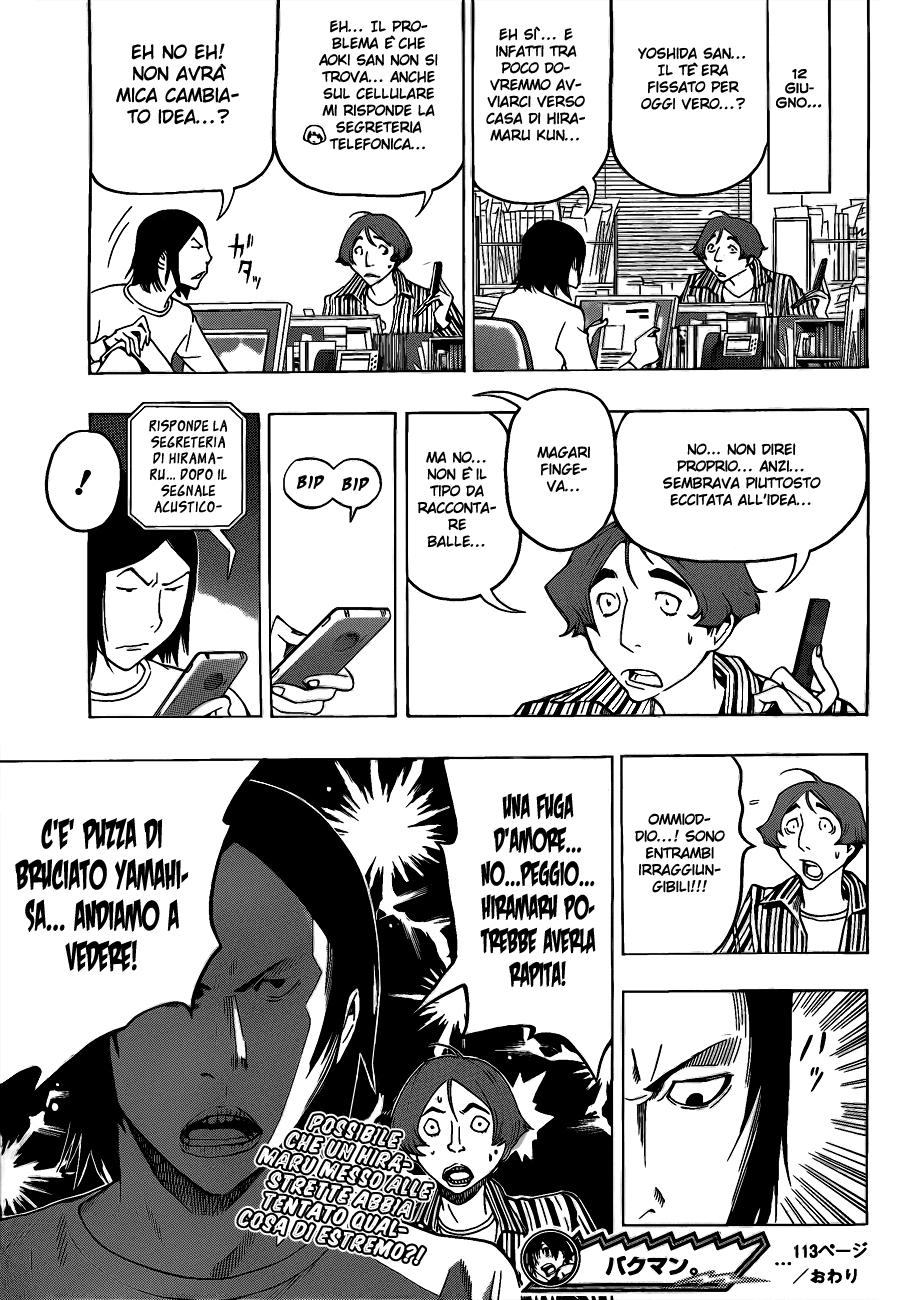 12
GIU-
GNO...
YOSHIDA SAN...
IL TÈ ERA
FISSATO PER
OGGI VERO...?
EH SÌ... E
INFATTI TRA
POCO DO-
VREMMO AV-
VIARCI VERSO
CASA DI HIRA-
MARU KUN...
EH... IL PRO-
BLEMA È CHE
AOKI SAN NON SI
TROVA... ANCHE
SUL CELLULARE
MI RISPONDE LA
SEGRETERIA
TELEFONICA...
EH NO EH!
NON AVRÀ
MICA CAMBIA-
TO IDEA...?
ガタッ
NO... NON DIREI
PROPRIO... ANZI...
SEMBRAVA PIUTTOSTO
ECCITATA ALL'IDEA...
MAGARI
FINGE-
VA...
MA NO...
NON È IL
TIPO DA
RACCONTA-
RE
BALLE...
BIP BIP
RISPONDE LA
SEGRETERIA
DI HIRAMA-
RU... DOPO IL
SEGNALE
ACUSTICO-
!
OMMIOD-
DIO...! SONO
ENTRAMBI
IRRAGGIUN-
GIBILI!!!
UNA FUGA
D'AMORE...
NO...PEGGIO...
HIRAMARU PO-
TREBBE AVERLA
RAPITA!
C'E' PUZZA DI
BRUCIATO YAMAHI-
SA... ANDIAMO A
VEDERE!
POSSIBILE
CHE UN HIRA-
MARU MESSO ALLE
STRETTE ABBIA
TENTATO QUAL-
COSA DI ESTREMO?!
バクマン。
...113ページ
／おわり